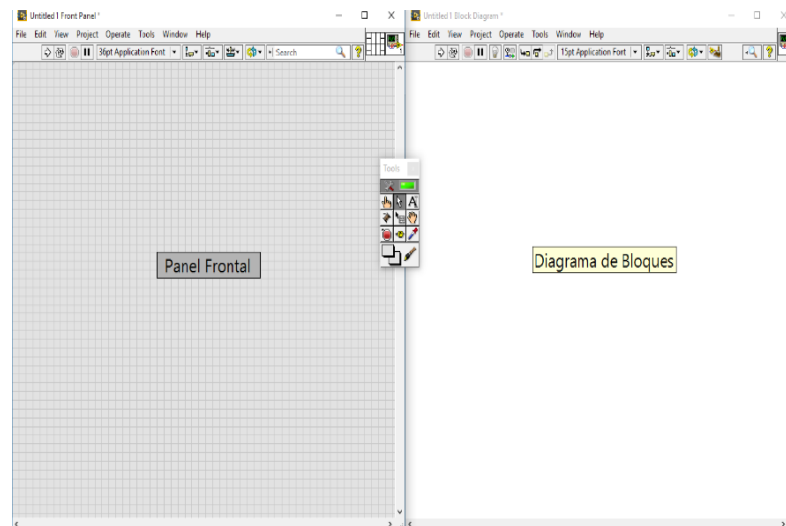 Untitled 1 Front Panel *
File Edit View Project Operate Tools Window Help
36pt Application Font
Search
Panel Frontal
Tools
Untitled 1 Block Diagram *
File Edit View Project Operate Tools Window Help
15pt Application Font
Diagrama de Bloques